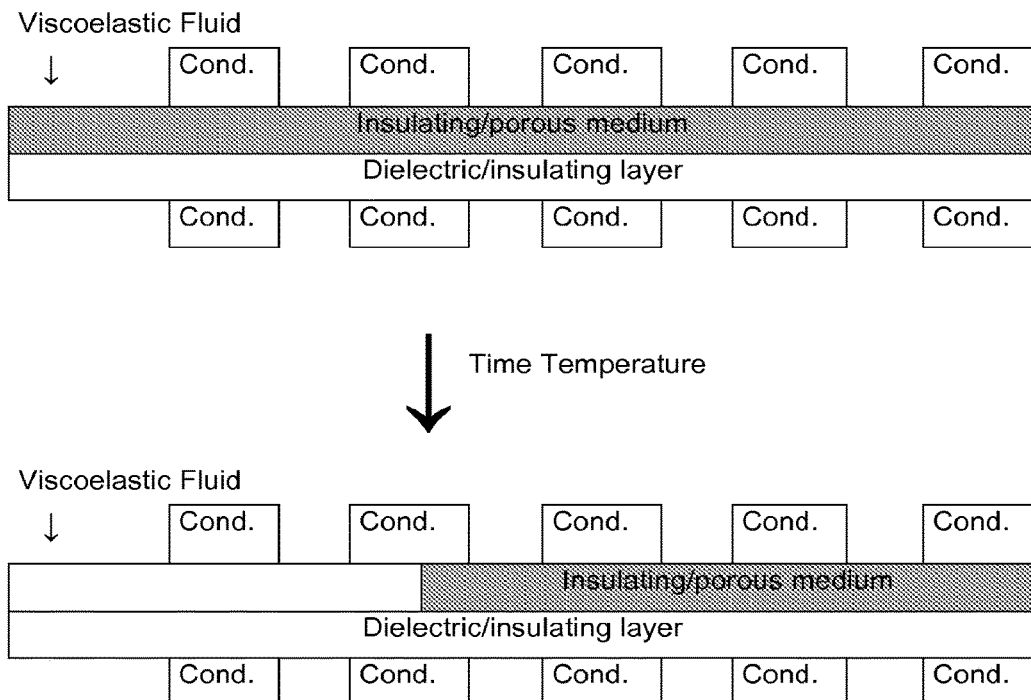 Viscoelastic Fluid
↓
Cond. Cond. Cond. Cond. Cond.
Insulating/porous medium
Dielectric/insulating layer
Cond. Cond. Cond. Cond. Cond.
Time Temperature
Viscoelastic Fluid
↓
Cond. Cond. Cond. Cond. Cond.
Insulating/porous medium
Dielectric/insulating layer
Cond. Cond. Cond. Cond. Cond.